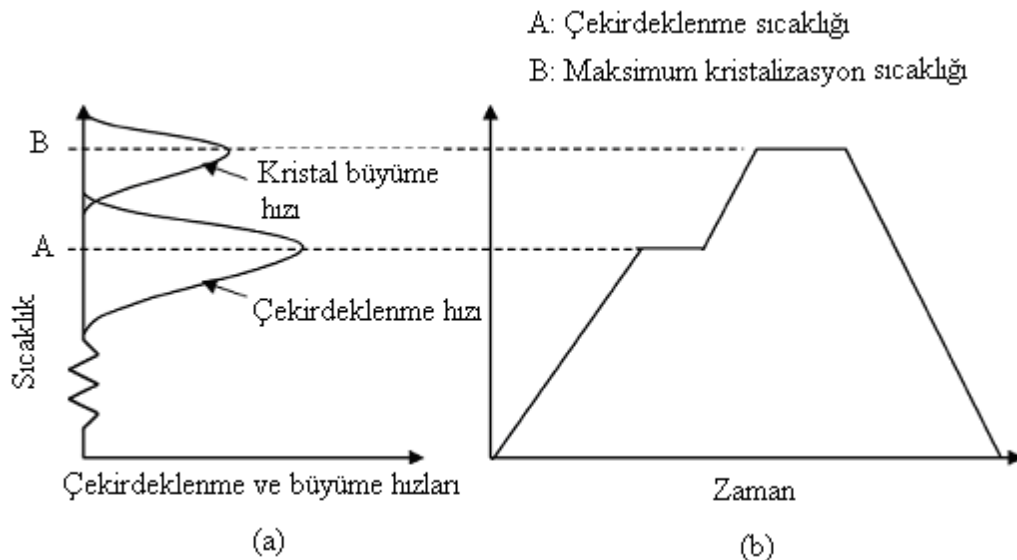 A: Çekirdeklenme sıcaklığı
B: Maksimum kristalizasyon sıcaklığı
B
Kristal büyüme
hızı
A
Çekirdeklenme hızı
Sıcaklık
Çekirdeklenme ve büyüme hızları
Zaman
(a)
(b)